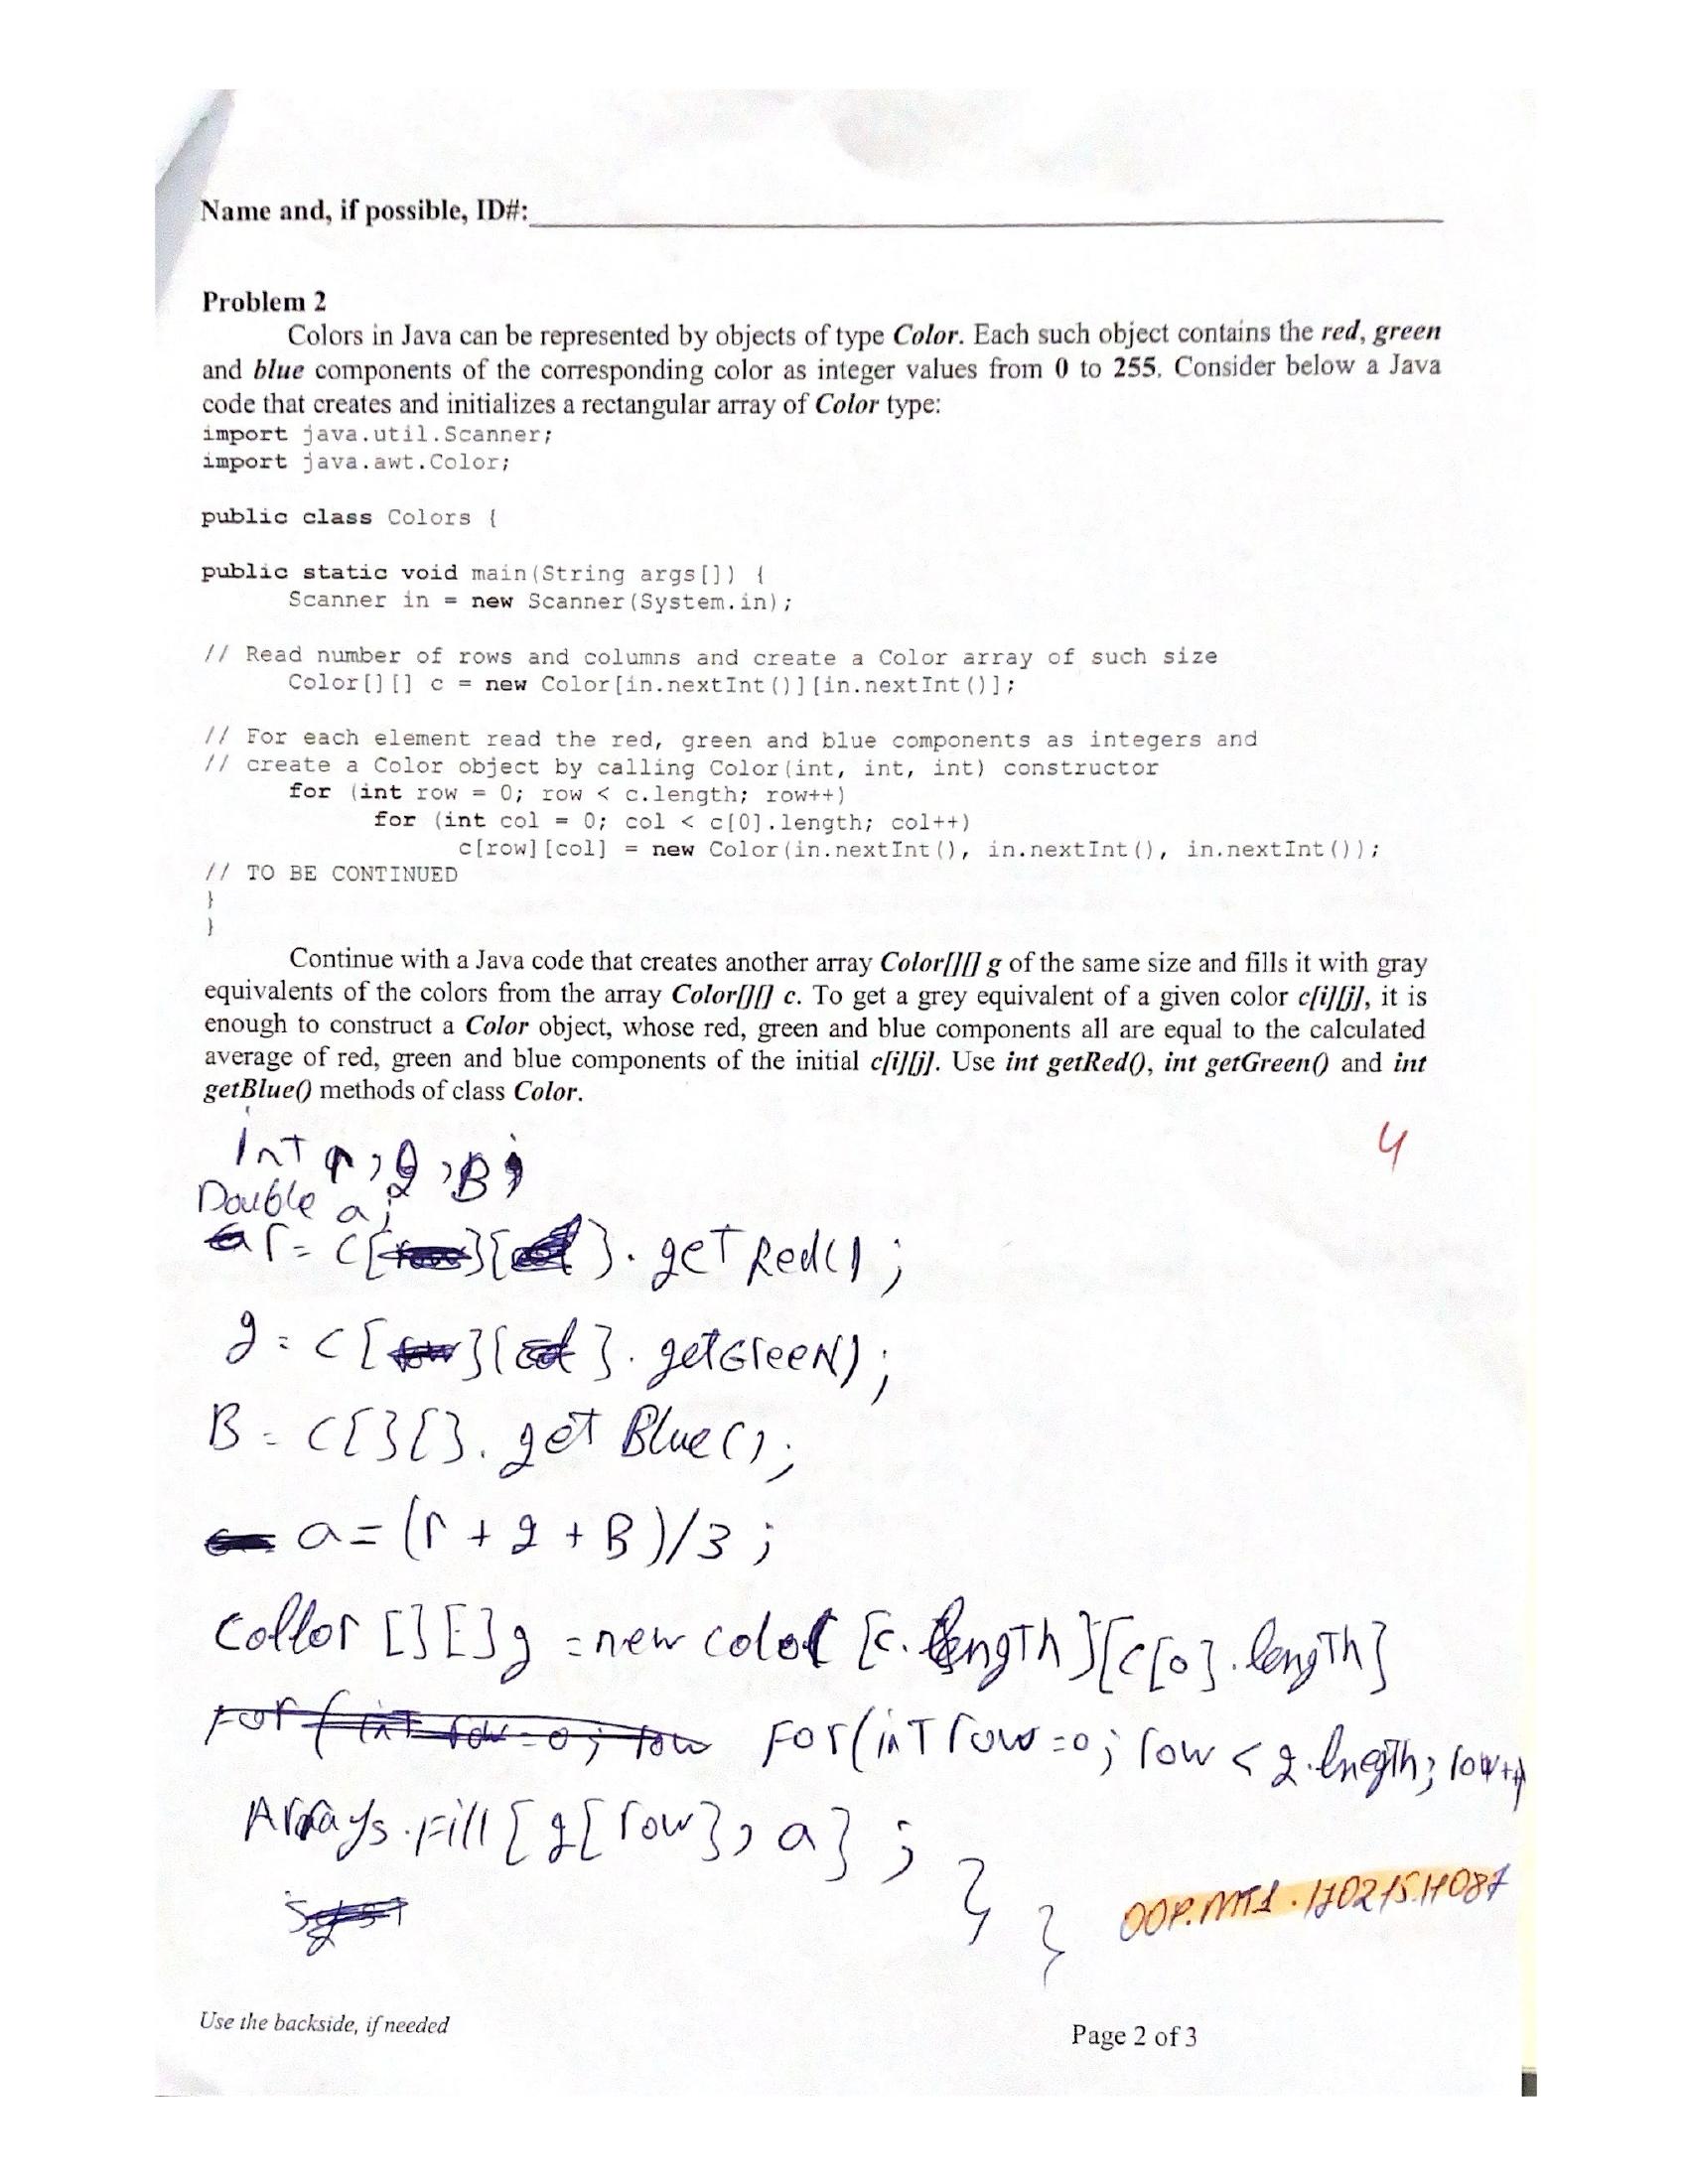 Name and, if possible, ID#:
Problem 2
Colors in Java can be represented by objects of type Color. Each such object contains the red, green
and blue components of the corresponding color as integer values from 0 to 255. Consider below a Java
code that creates and initializes a rectangular array of Color type:
import java.util.Scanner;
import java.awt.Color;
public class Colors {
public static void main(String args[]) {
Scanner in = new Scanner(System.in);
// Read number of rows and columns and create a Color array of such size
Color[][] c = new Color[in.nextInt()][in.nextInt()];
// For each element read the red, green and blue components as integers and
// create a Color object by calling Color(int, int, int) constructor
for (int row = 0; row < c.length; row++)
for (int col = 0; col < c[0].length; col++)
c[row][col] = new Color(in.nextInt(), in.nextInt(), in.nextInt());
// TO BE CONTINUED
}
}
Continue with a Java code that creates another array Color[][] g of the same size and fills it with gray
equivalents of the colors from the array Color[][] c. To get a grey equivalent of a given color c[i][j], it is
enough to construct a Color object, whose red, green and blue components all are equal to the calculated
average of red, green and blue components of the initial c[i][j]. Use int getRed(), int getGreen() and int
getBlue() methods of class Color.
4
Int r, g, B;
Double a;
r = c[][].getRed();
g = c[][].getGreeN);
B = c[][].getBlue();
a = (r + g + B)/3;
Collor [][] g = new color [c.length][c[0].length]
For(int row = 0; row < g.lnegth; row++)
Arrays.Fill[g[row], a];
}
}
OOP.MT1.170215.H087
Use the backside, if needed
Page 2 of 3